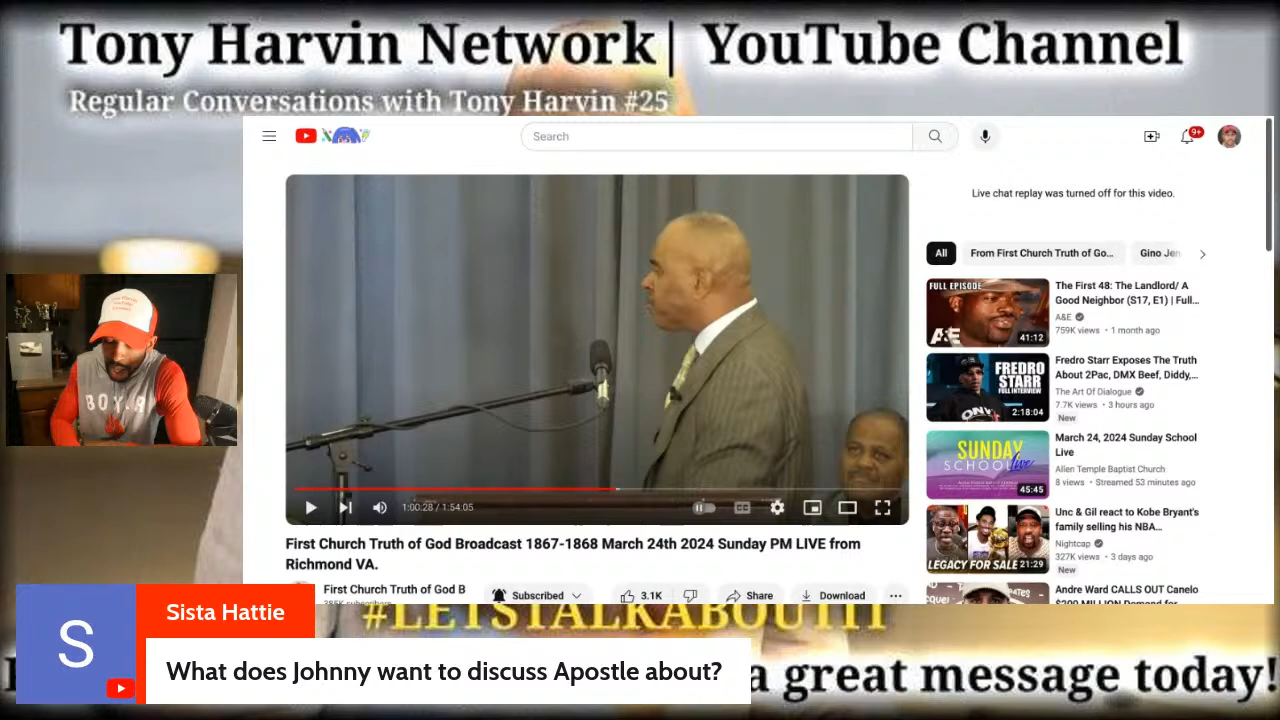 Tony Harvin Network| YouTube Channel
Regular Conversations with Tony Harvin #25
Search
9+
Live chat replay was turned off for this video.
All
From First Church Truth of Go...
Gino Jen
FULL EPISODE
A&E
41:12
The First 48: The Landlord/ A
Good Neighbor (S17, E1) | Full...
A&E
759K views • 1 month ago
FREDRO
STARR
FULL INTERVIEW
2:18:04
Fredro Starr Exposes The Truth
About 2Pac, DMX Beef, Diddy,...
The Art Of Dialogue
7.7K views • 3 hours ago
New
SUNDAY
SCHOOL Live
45:45
March 24, 2024 Sunday School
Live
Allen Temple Baptist Church
8 views • Streamed 53 minutes ago
LEGACY FOR SALE
21:29
Unc & Gil react to Kobe Bryant's
family selling his NBA...
Nightcap
327K views • 3 days ago
New
Andre Ward CALLS OUT Canelo
BOXR
1:00:28 / 1:54:05
CC
First Church Truth of God Broadcast 1867-1868 March 24th 2024 Sunday PM LIVE from
Richmond VA.
First Church Truth of God B
Subscribed
3.1K
Share
Download
#LETSTALKABOUTIT
S
Sista Hattie
What does Johnny want to discuss Apostle about?
a great message today!